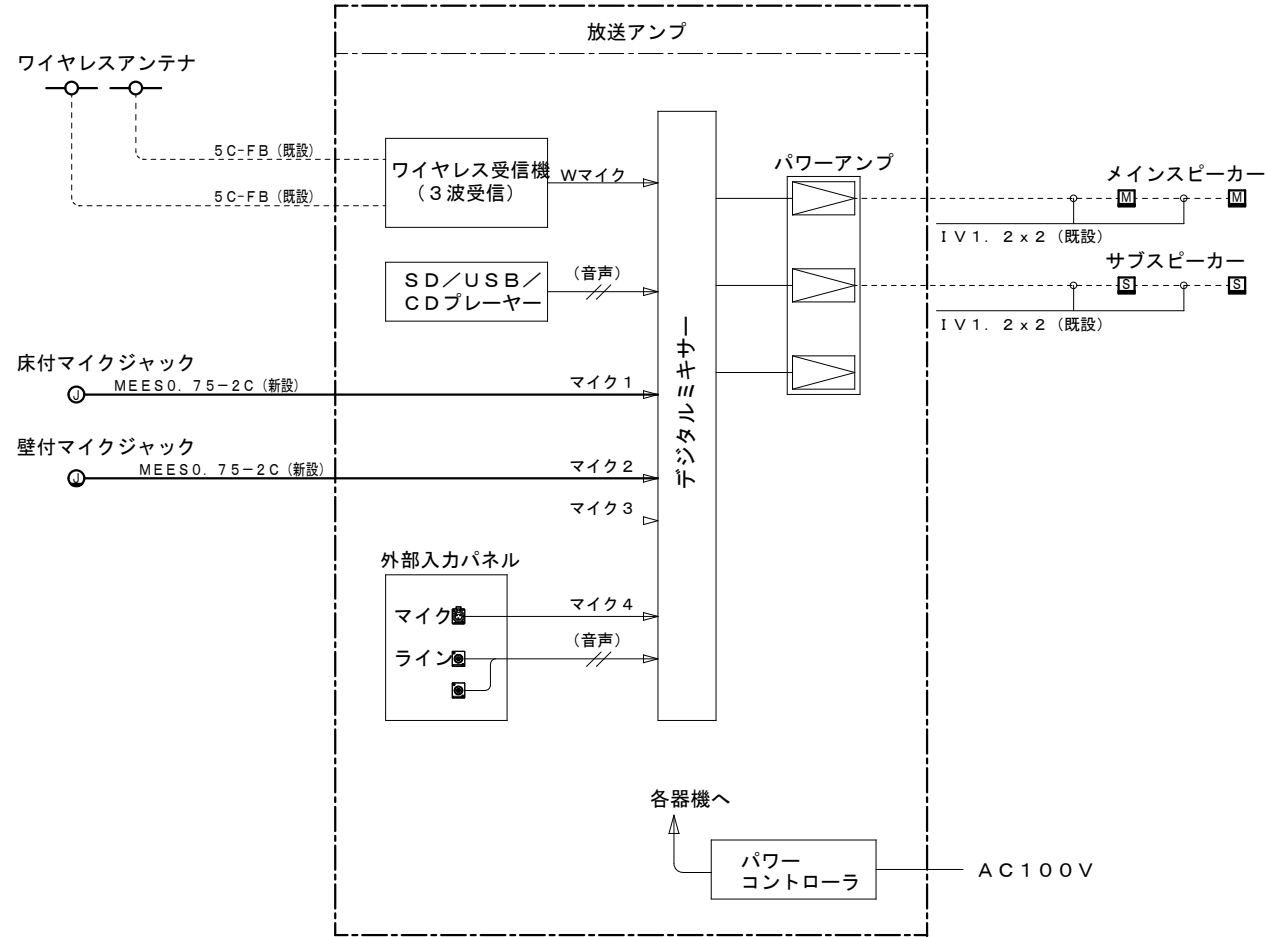 放送アンプ
ワイヤレスアンテナ
５Ｃ-ＦＢ（既設）
５Ｃ-ＦＢ（既設）
ワイヤレス受信機
（３波受信）
Ｗマイク
パワーアンプ
メインスピーカー
M
M
ＩＶ１．２ｘ２（既設）
サブスピーカー
S
S
ＩＶ１．２ｘ２（既設）
ＳＤ／ＵＳＢ／
ＣＤプレーヤー
（音声）
デジタルミキサー
床付マイクジャック
J
ＭＥＥＳ０．７５－２Ｃ（新設）
マイク１
壁付マイクジャック
J
ＭＥＥＳ０．７５－２Ｃ（新設）
マイク２
マイク３
外部入力パネル
マイク
マイク４
ライン
（音声）
各器機へ
パワー
コントローラ
ＡＣ１００Ｖ